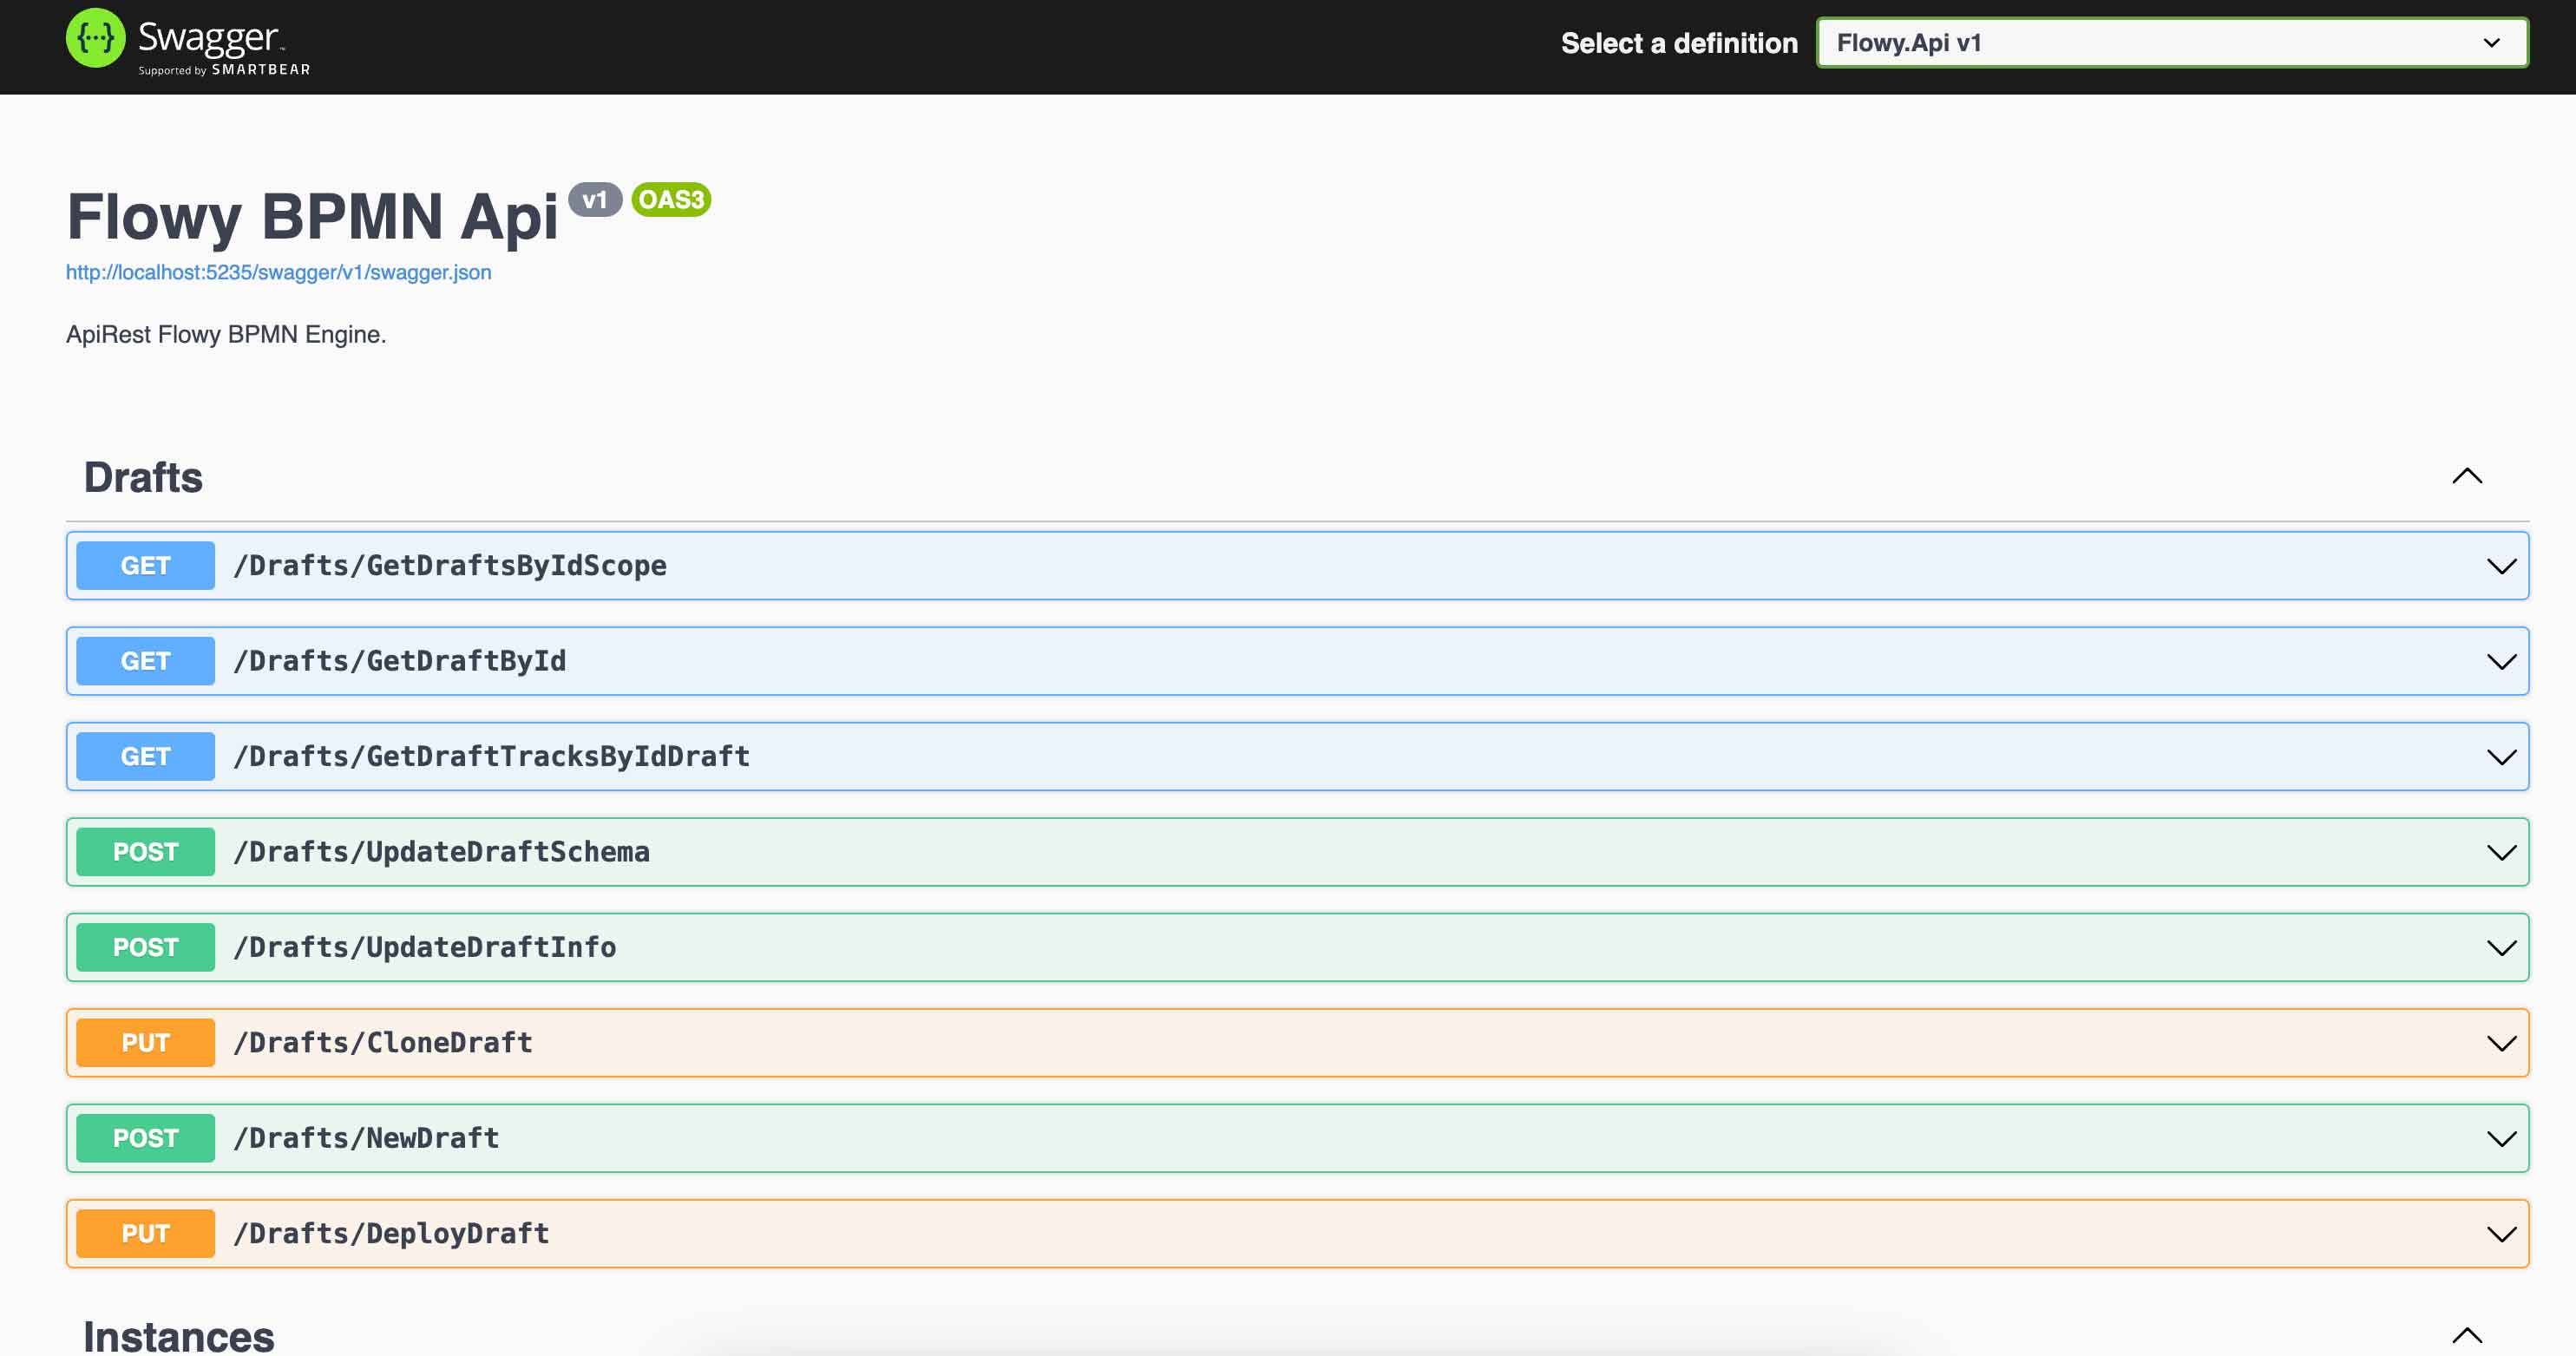 Swagger™
Supported by SMARTBEAR
Select a definition
Flowy.Api v1
Flowy BPMN Api v1 OAS3
http://localhost:5235/swagger/v1/swagger.json
ApiRest Flowy BPMN Engine.
Drafts
GET /Drafts/GetDraftsByIdScope
GET /Drafts/GetDraftById
GET /Drafts/GetDraftTracksByIdDraft
POST /Drafts/UpdateDraftSchema
POST /Drafts/UpdateDraftInfo
PUT /Drafts/CloneDraft
POST /Drafts/NewDraft
PUT /Drafts/DeployDraft
Instances